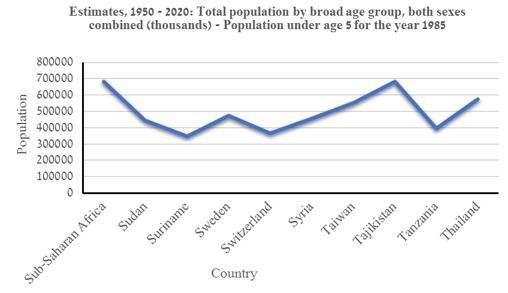 Estimates, 1950 - 2020: Total population by broad age group, both sexes
combined (thousands) - Population under age 5 for the year 1985
800000
700000
600000
500000
400000
300000
200000
100000
0
Population
Sub-Saharan Africa
Sudan
Suriname
Sweden
Switzerland
Syria
Taiwan
Tajikistan
Tanzania
Thailand
Country